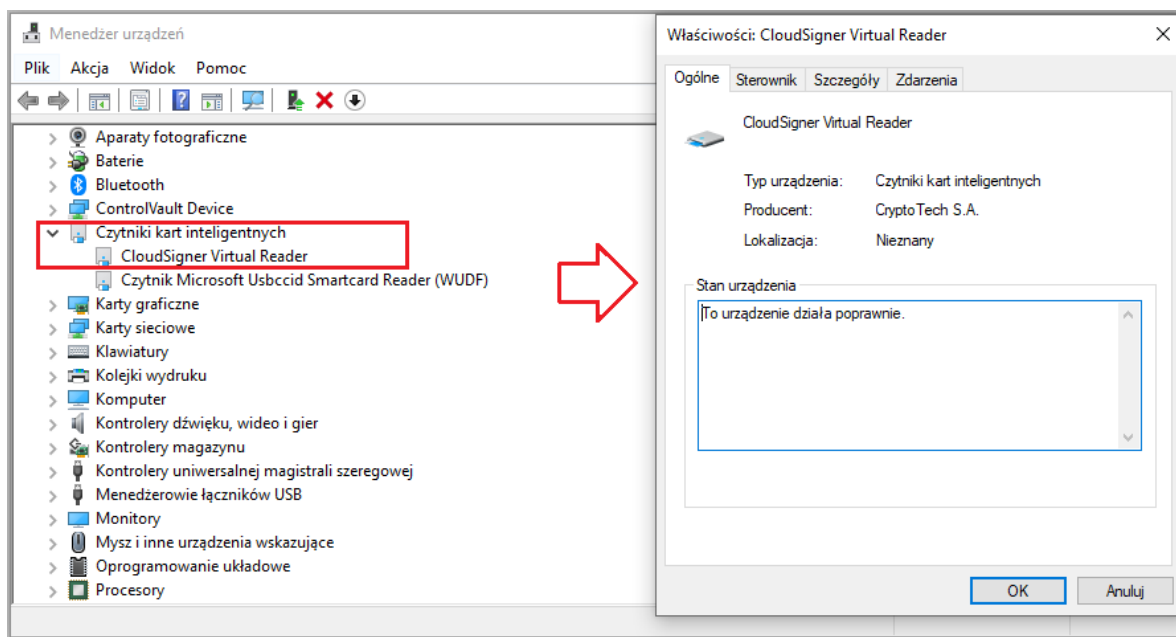 Menedżer urządzeń
Plik Akcja Widok Pomoc
Aparaty fotograficzne
Baterie
Bluetooth
ControlVault Device
Czytniki kart inteligentnych
CloudSigner Virtual Reader
Czytnik Microsoft Usbccid Smartcard Reader (WUDF)
Karty graficzne
Karty sieciowe
Klawiatury
Kolejki wydruku
Komputer
Kontrolery dźwięku, wideo i gier
Kontrolery magazynu
Kontrolery uniwersalnej magistrali szeregowej
Menedżerowie łączników USB
Monitory
Mysz i inne urządzenia wskazujące
Oprogramowanie układowe
Procesory
Właściwości: CloudSigner Virtual Reader
Ogólne Sterownik Szczegóły Zdarzenia
CloudSigner Virtual Reader
Typ urządzenia: Czytniki kart inteligentnych
Producent: CryptoTech S.A.
Lokalizacja: Nieznany
Stan urządzenia
To urządzenie działa poprawnie.
OK Anuluj